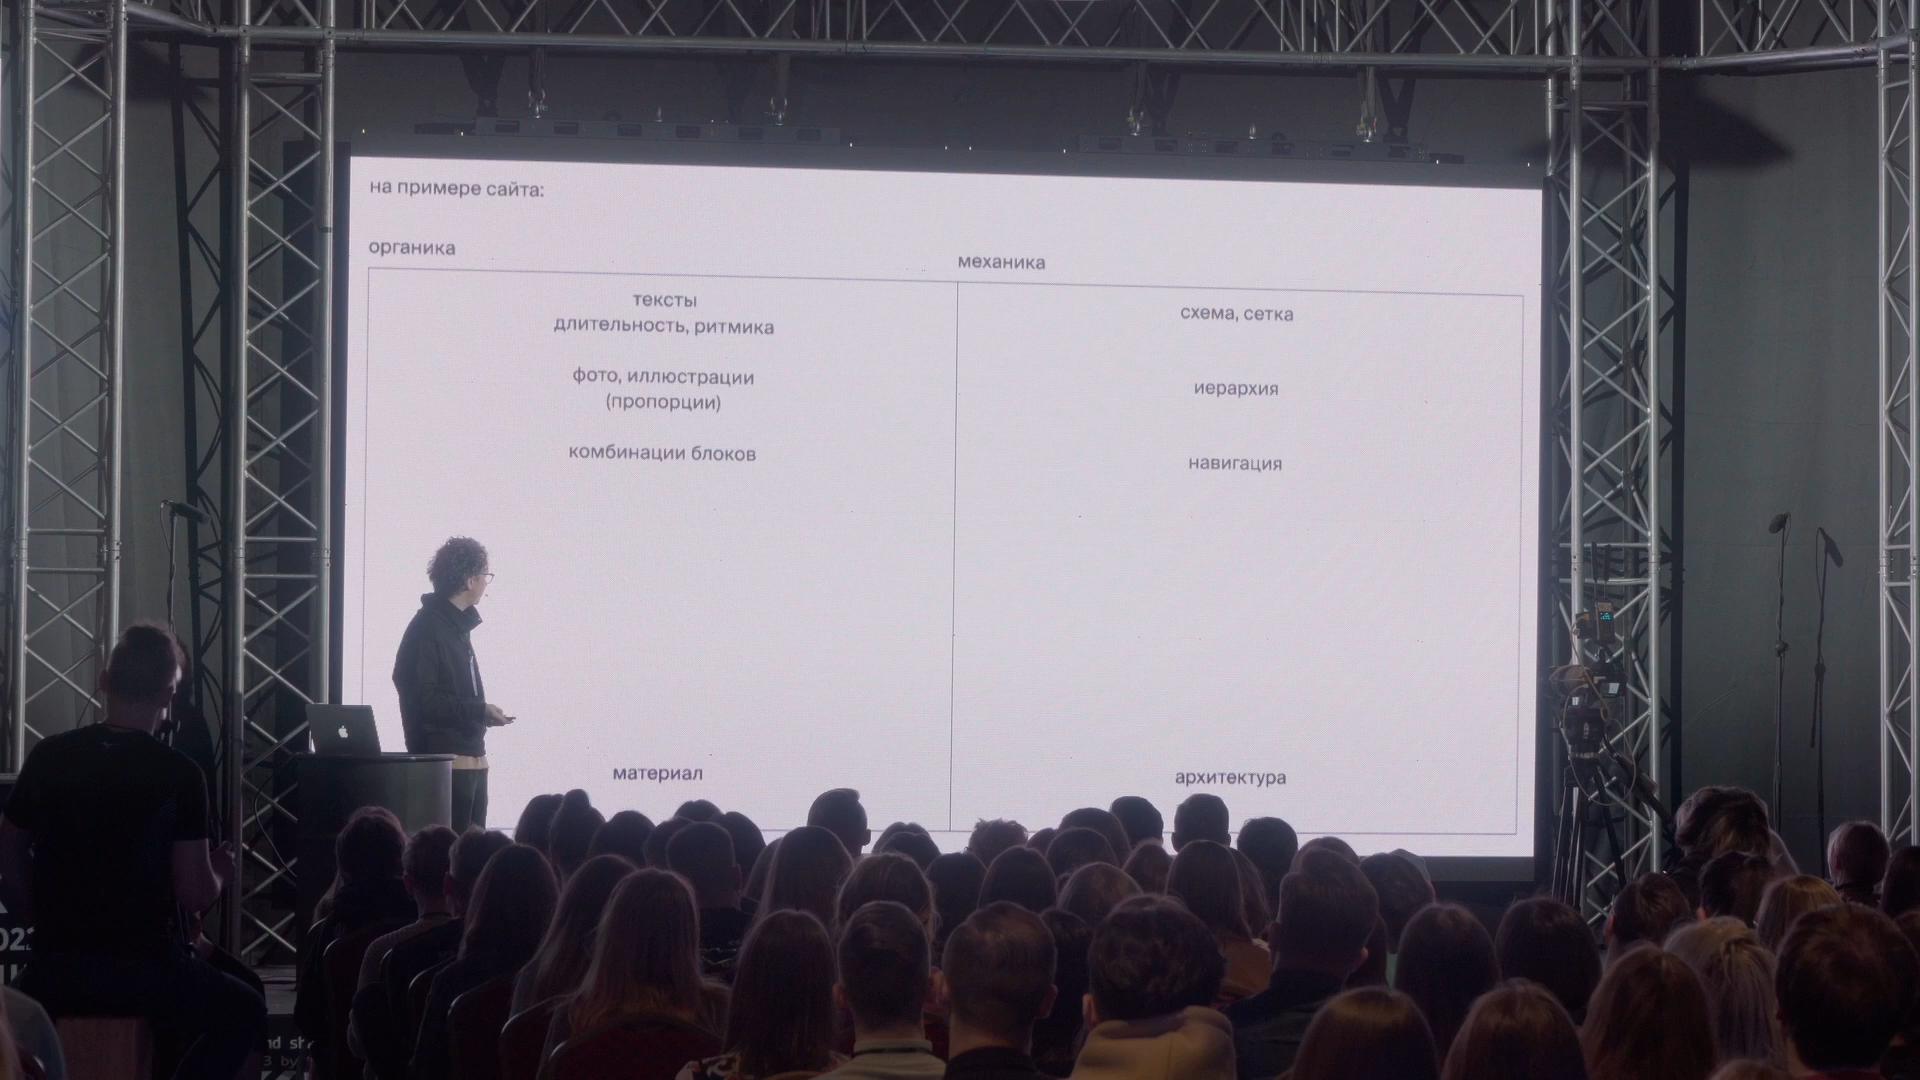 на примере сайта:
органика
механика
тексты
длительность, ритмика
фото, иллюстрации
(пропорции)
комбинации блоков
материал
схема, сетка
иерархия
навигация
архитектура